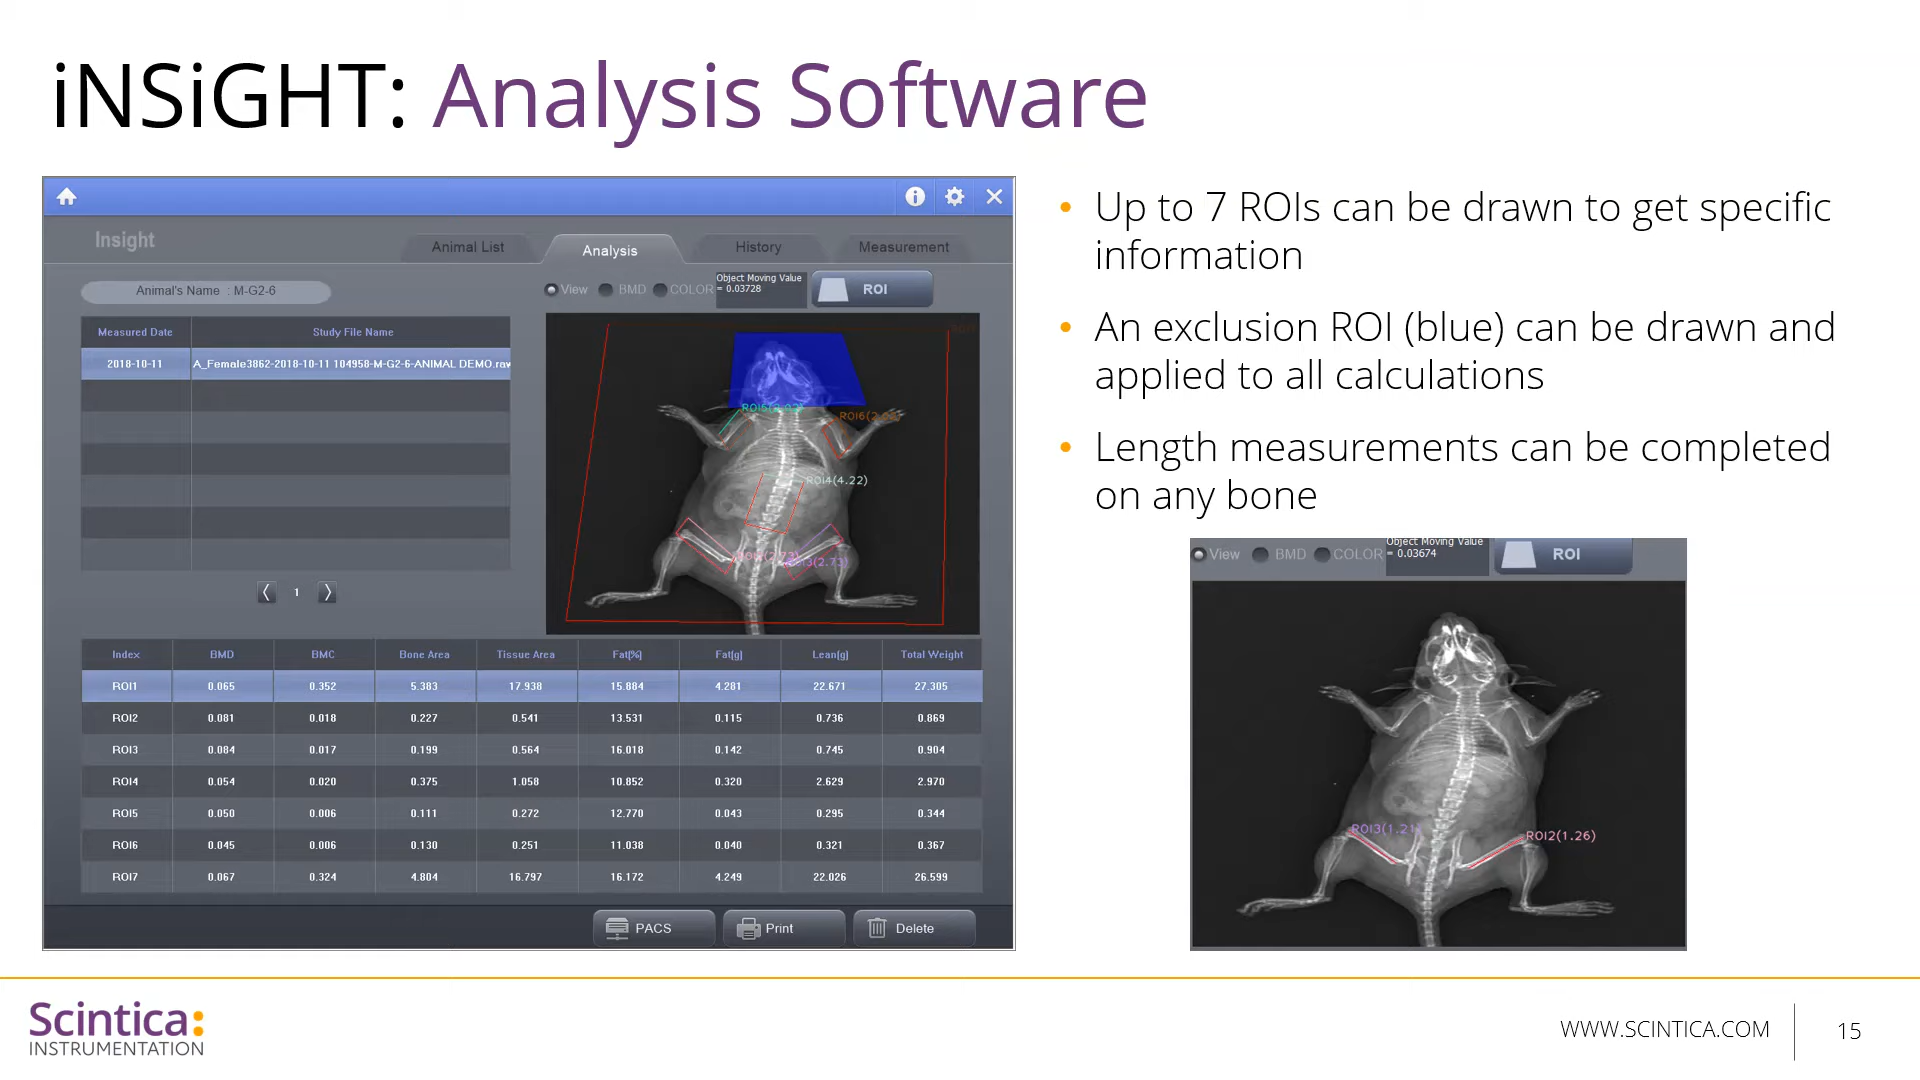 iNSiGHT: Analysis Software
Insight
Animal List
Analysis
History
Measurement
Animal's Name : M-G2-6
View
BMD
COLOR
Object Moving Value
= 0.03728
ROI
Measured Date
Study File Name
2018-10-11
A_Female3862-2018-10-11 104958-M-G2-6-ANIMAL DEMO.raw
ROI4(4.22)
ROI3(2.73)
1
Index BMD BMC Bone Area Tissue Area Fat[%] Fat[g] Lean[g] Total Weight
ROI1 0.065 0.352 5.383 17.938 15.884 4.281 22.671 27.305
ROI2 0.081 0.018 0.227 0.541 13.531 0.115 0.736 0.869
ROI3 0.084 0.017 0.199 0.564 16.018 0.142 0.745 0.904
ROI4 0.054 0.020 0.375 1.058 10.852 0.320 2.629 2.970
ROI5 0.050 0.006 0.111 0.272 12.770 0.043 0.295 0.344
ROI6 0.045 0.006 0.130 0.251 11.038 0.040 0.321 0.367
ROI7 0.067 0.324 4.804 16.797 16.172 4.249 22.026 26.599
PACS
Print
Delete
• Up to 7 ROIs can be drawn to get specific
information
• An exclusion ROI (blue) can be drawn and
applied to all calculations
• Length measurements can be completed
on any bone
View
BMD
COLOR
Object Moving Value
= 0.03674
ROI
ROI3(1.21)
ROI2(1.26)
Scintica:
INSTRUMENTATION
WWW.SCINTICA.COM
15